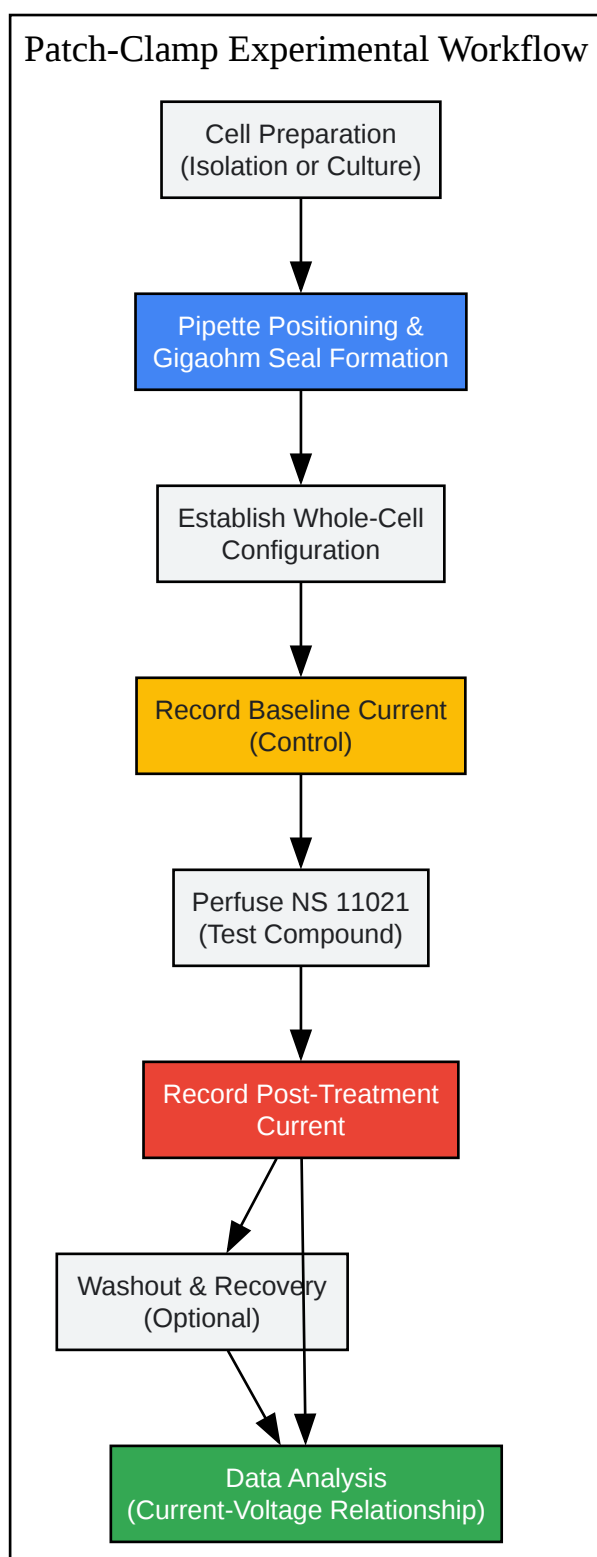 Patch-Clamp Experimental Workflow
Cell Preparation
(Isolation or Culture)
Pipette Positioning &
Gigaohm Seal Formation
Establish Whole-Cell
Configuration
Record Baseline Current
(Control)
Perfuse NS 11021
(Test Compound)
Record Post-Treatment
Current
Washout & Recovery
(Optional)
Data Analysis
(Current-Voltage Relationship)